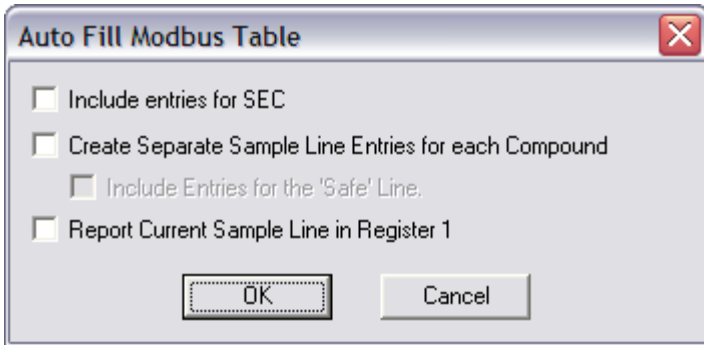 Auto Fill Modbus Table
Include entries for SEC
Create Separate Sample Line Entries for each Compound
Include Entries for the 'Safe' Line.
Report Current Sample Line in Register 1
OK
Cancel